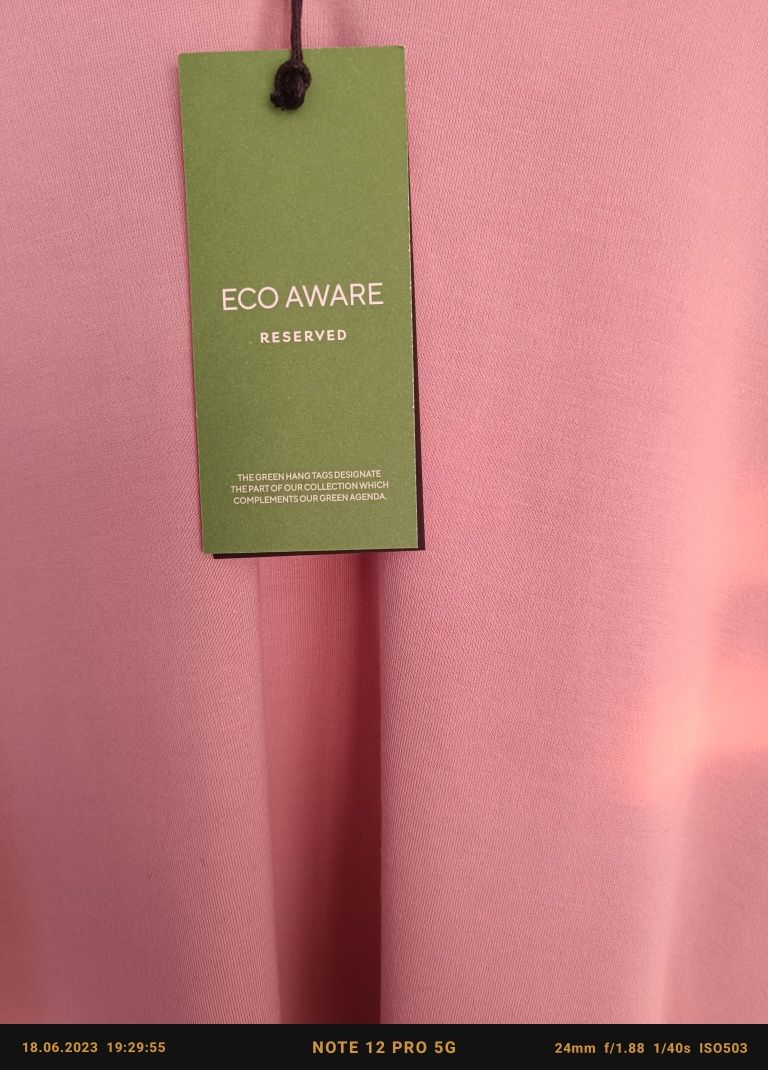 ECO AWARE
RESERVED
THE GREEN HANG TAGS DESIGNATE
THE PART OF OUR COLLECTION WHICH
COMPLEMENTS OUR GREEN AGENDA.
18.06.2023 19:29:55 NOTE 12 PRO 5G 24mm f/1.88 1/40s ISO503